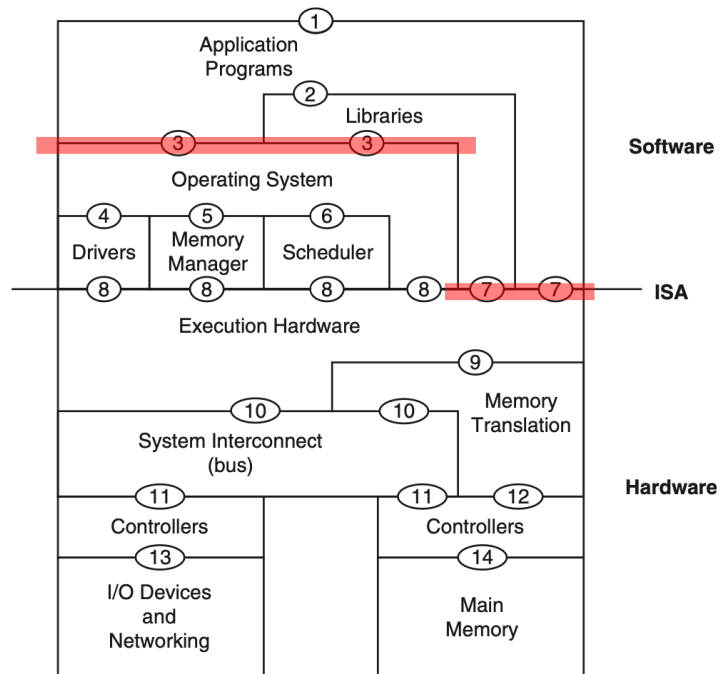 1
Application
Programs
2
Libraries
3 3
Software
Operating System
4 5 6
Drivers
Memory
Manager
Scheduler
8 8 8 8 7 7
ISA
Execution Hardware
9
Memory
Translation
10 10
System Interconnect
(bus)
Hardware
11 11 12
Controllers
Controllers
13 14
I/O Devices
and
Networking
Main
Memory